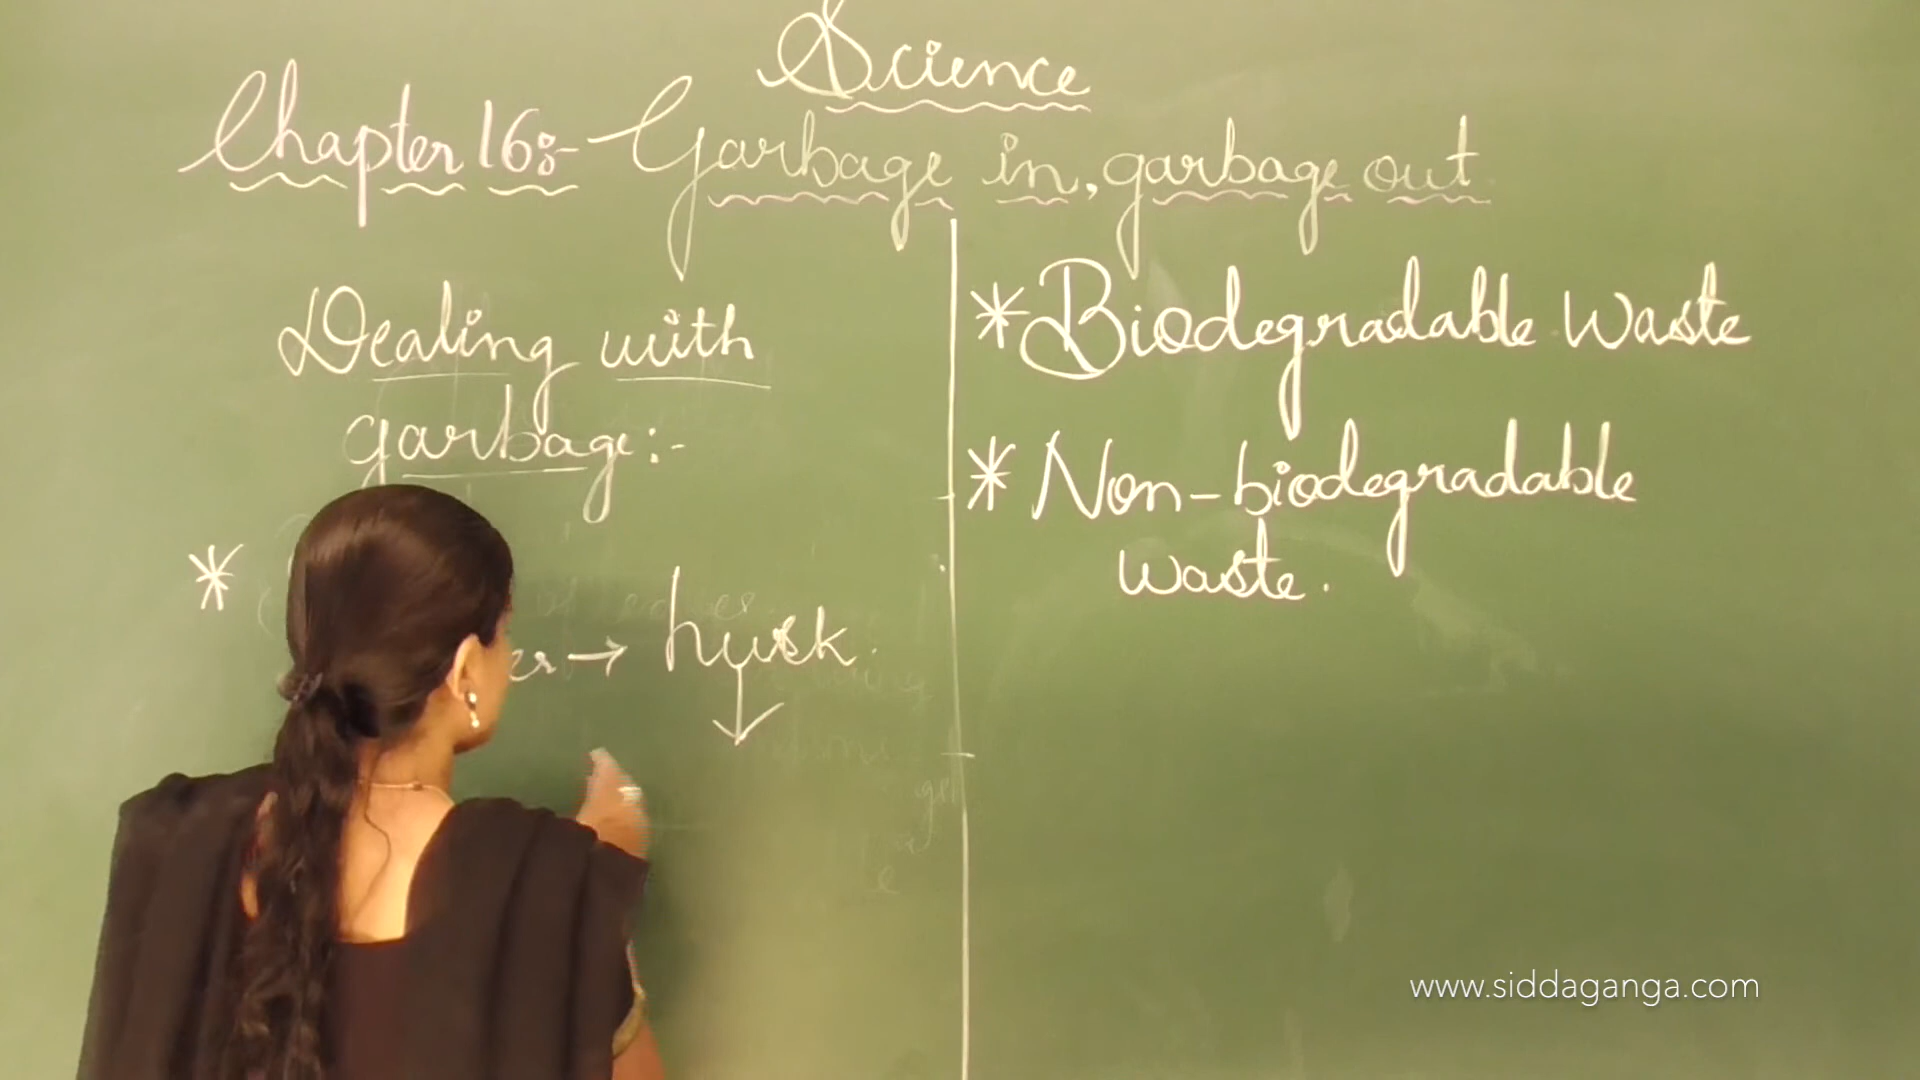 Science
Chapter 16:- Garbage in, garbage out
Dealing with
garbage:-
*
→ husk.
* Biodegradable Waste
* Non-biodegradable
waste.
www.siddaganga.com